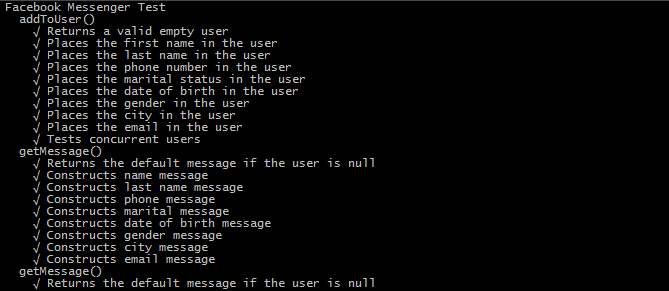 Facebook Messenger Test
addToUser()
√ Returns a valid empty user
√ Places the first name in the user
√ Places the last name in the user
√ Places the phone number in the user
√ Places the marital status in the user
√ Places the date of birth in the user
√ Places the gender in the user
√ Places the city in the user
√ Places the email in the user
√ Tests concurrent users
getMessage()
√ Returns the default message if the user is null
√ Constructs name message
√ Constructs last name message
√ Constructs phone message
√ Constructs marital message
√ Constructs date of birth message
√ Constructs gender message
√ Constructs city message
√ Constructs email message
getMessage()
√ Returns the default message if the user is null